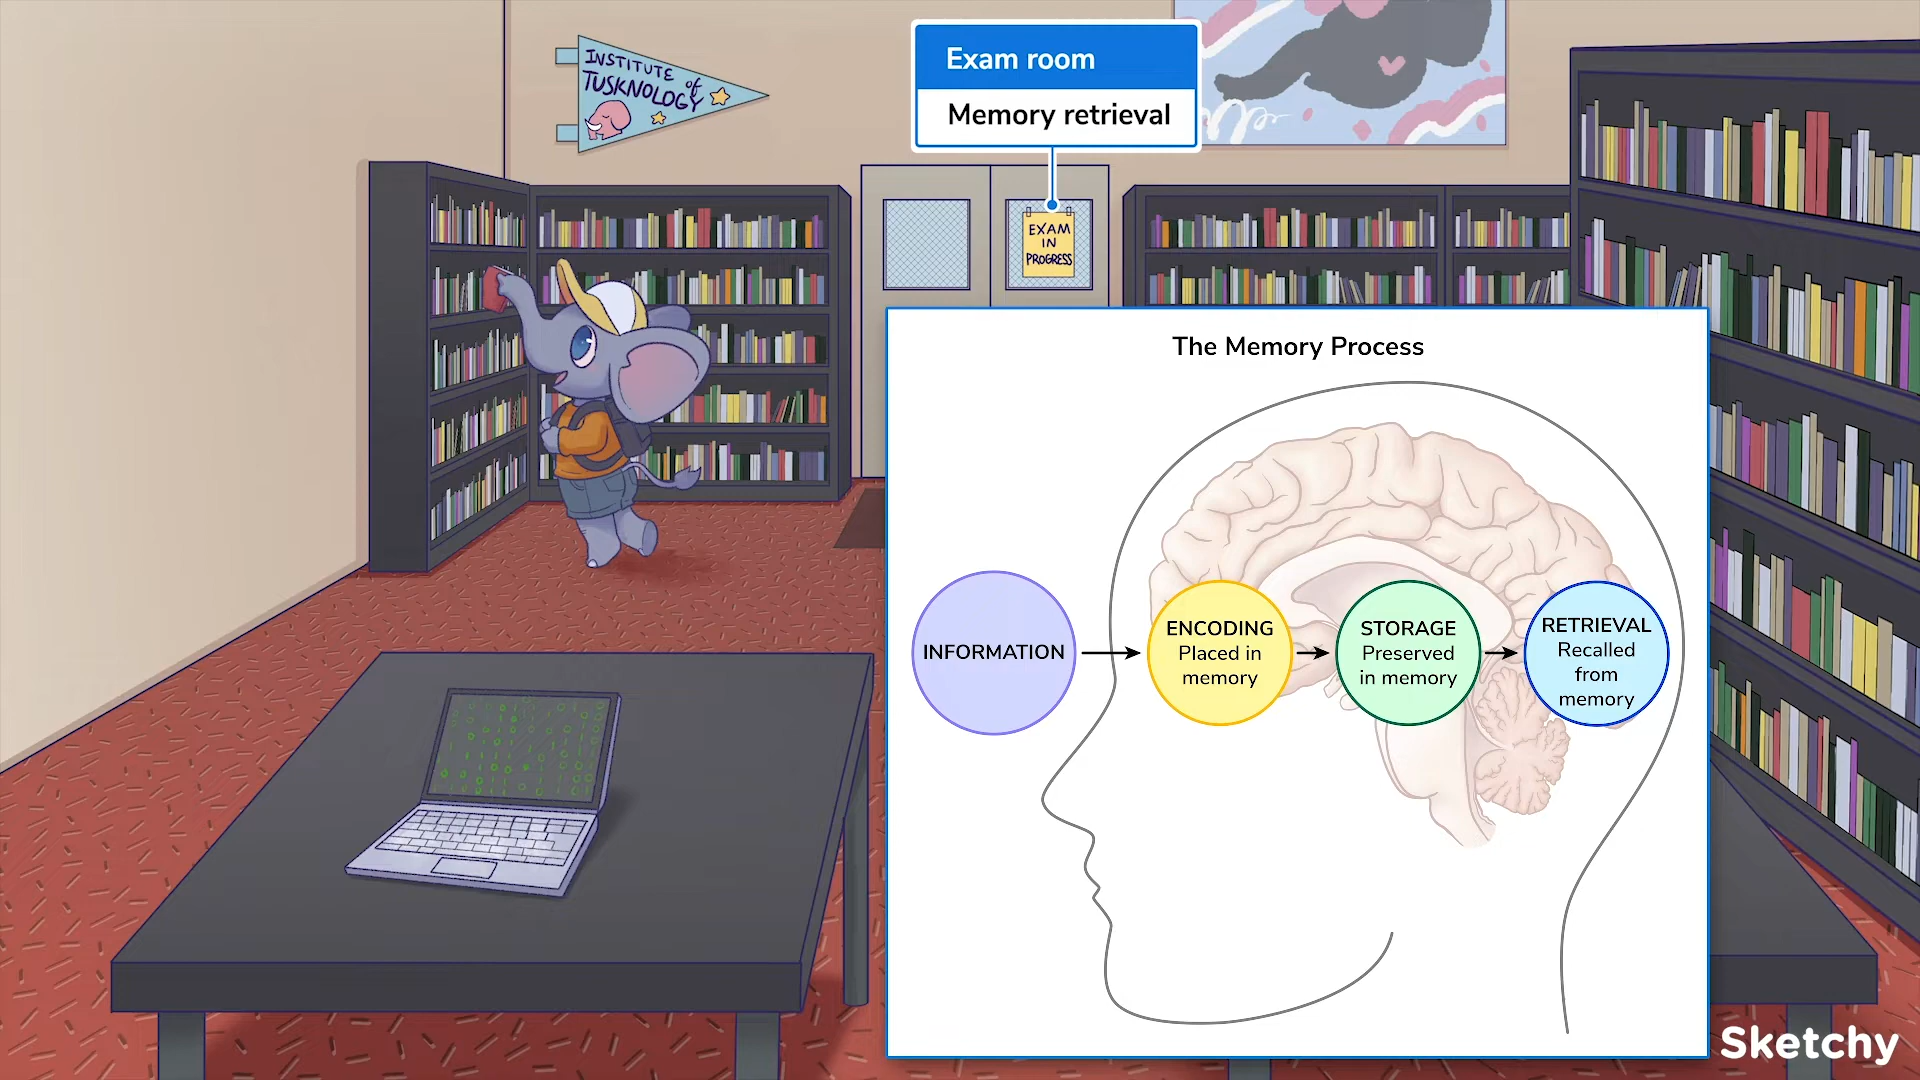 INSTITUTE of
TUSKNOLOGY
Exam room
Memory retrieval
EXAM
IN
PROGRESS
The Memory Process
INFORMATION
ENCODING
Placed in
memory
STORAGE
Preserved
in memory
RETRIEVAL
Recalled
from
memory
Sketchy